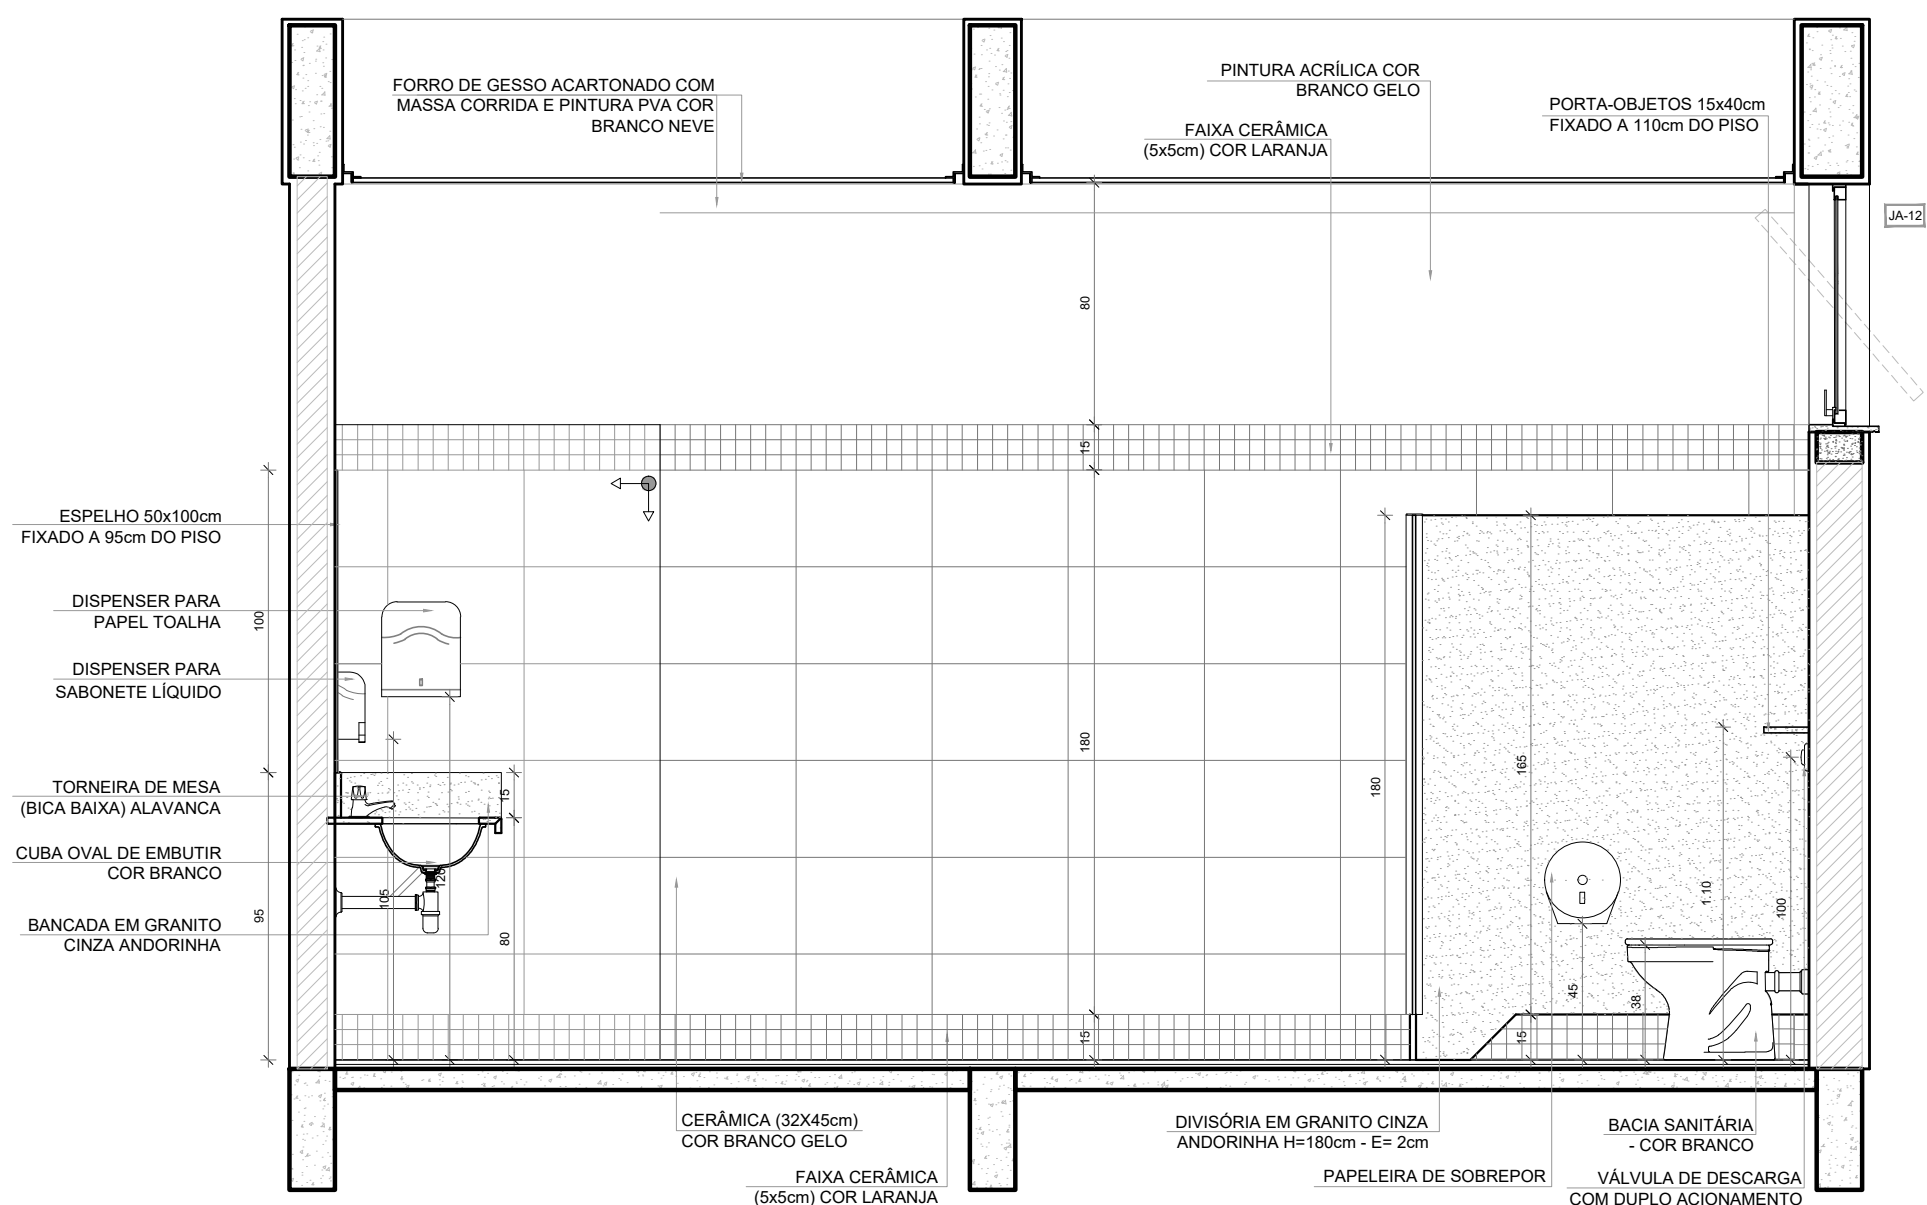 FORRO DE GESSO ACARTONADO COM
MASSA CORRIDA E PINTURA PVA COR
BRANCO NEVE
PINTURA ACRÍLICA COR
BRANCO GELO
FAIXA CERÂMICA
(5x5cm) COR LARANJA
PORTA-OBJETOS 15x40cm
FIXADO A 110cm DO PISO
JA-12
80
15
ESPELHO 50x100cm
FIXADO A 95cm DO PISO
DISPENSER PARA
PAPEL TOALHA
100
DISPENSER PARA
SABONETE LÍQUIDO
180
180
165
TORNEIRA DE MESA
(BICA BAIXA) ALAVANCA
15
CUBA OVAL DE EMBUTIR
COR BRANCO
120
105
1.10
100
95
BANCADA EM GRANITO
CINZA ANDORINHA
80
45
38
15
15
CERÂMICA (32X45cm)
COR BRANCO GELO
FAIXA CERÂMICA
(5x5cm) COR LARANJA
DIVISÓRIA EM GRANITO CINZA
ANDORINHA H=180cm - E= 2cm
PAPELEIRA DE SOBREPOR
BACIA SANITÁRIA
- COR BRANCO
VÁLVULA DE DESCARGA
COM DUPLO ACIONAMENTO